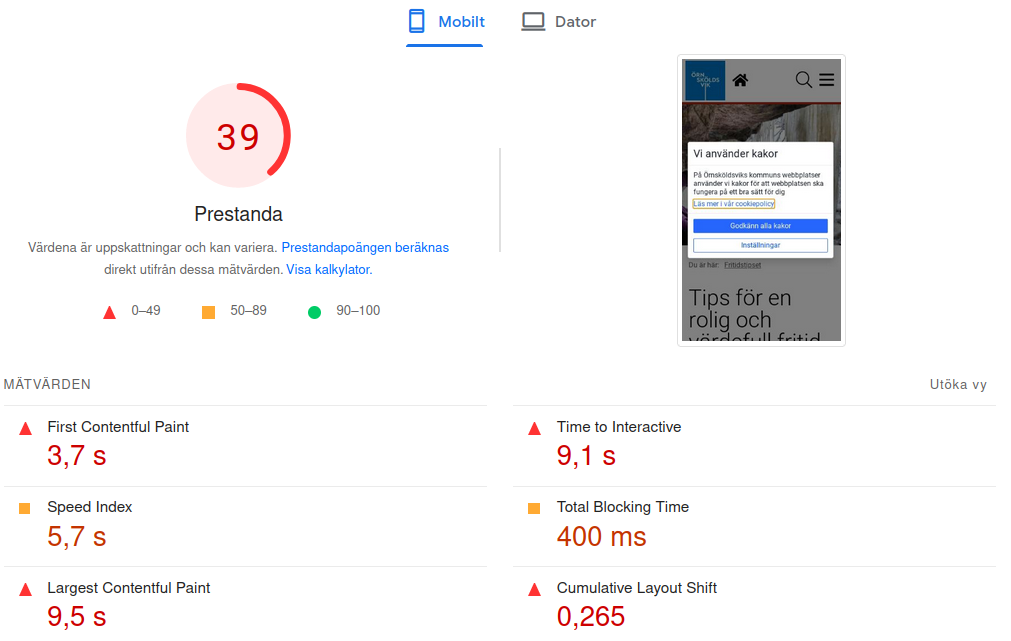 Mobilt
Dator
39
Prestanda
Värdena är uppskattningar och kan variera. Prestandapoängen beräknas
direkt utifrån dessa mätvärden. Visa kalkylator.
0–49
50–89
90–100
ÖRN
SKÖLDS
VIK
Vi använder kakor
På Örnsköldsviks kommuns webbplatser
använder vi kakor för att webbplatsen ska
fungera på ett bra sätt för dig
Läs mer i vår cookiepolicy
Godkänn alla kakor
Inställningar
Du är här: Fritidstipset
Tips för en
rolig och
värdefull fritid
MÄTVÄRDEN
Utöka vy
First Contentful Paint
3,7 s
Time to Interactive
9,1 s
Speed Index
5,7 s
Total Blocking Time
400 ms
Largest Contentful Paint
9,5 s
Cumulative Layout Shift
0,265